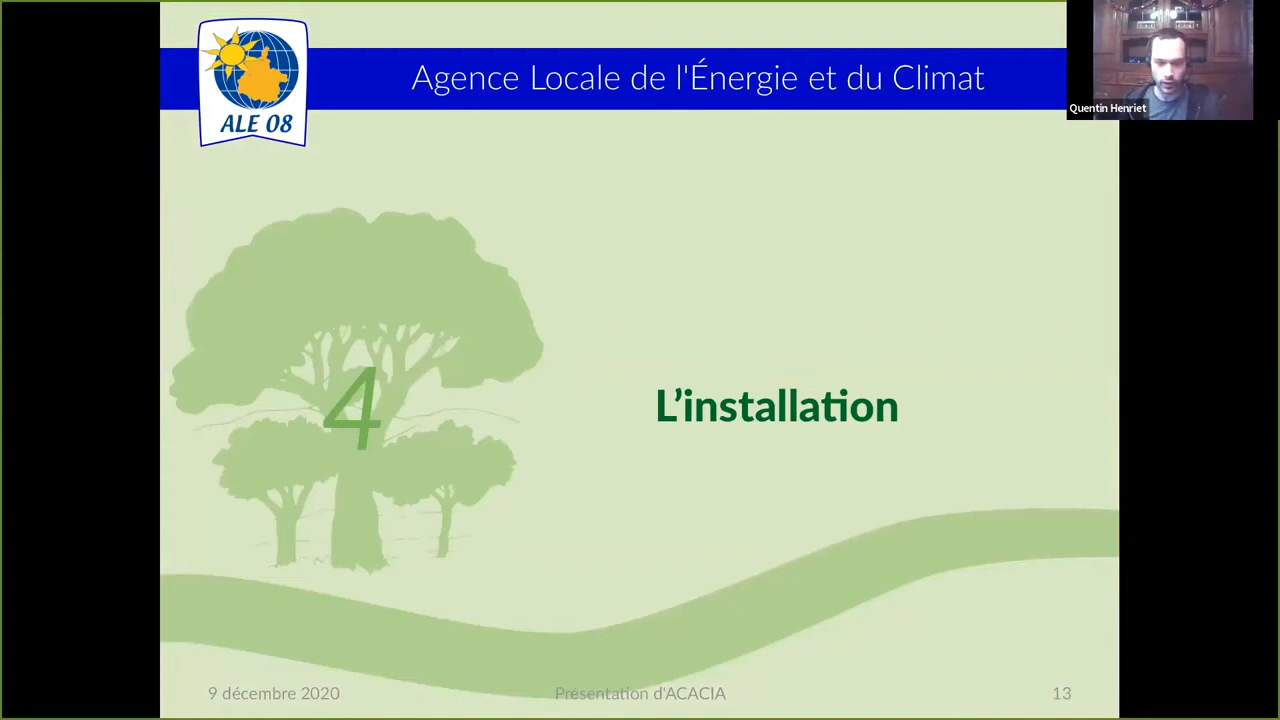 Agence Locale de l'Énergie et du Climat
Quentin Henriet
ALE 08
4
L’installation
9 décembre 2020
Présentation d'ACACIA
13